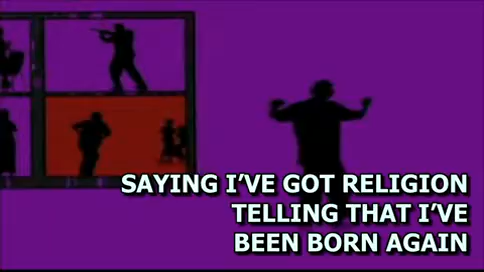 SAYING I’VE GOT RELIGION
TELLING THAT I’VE
BEEN BORN AGAIN